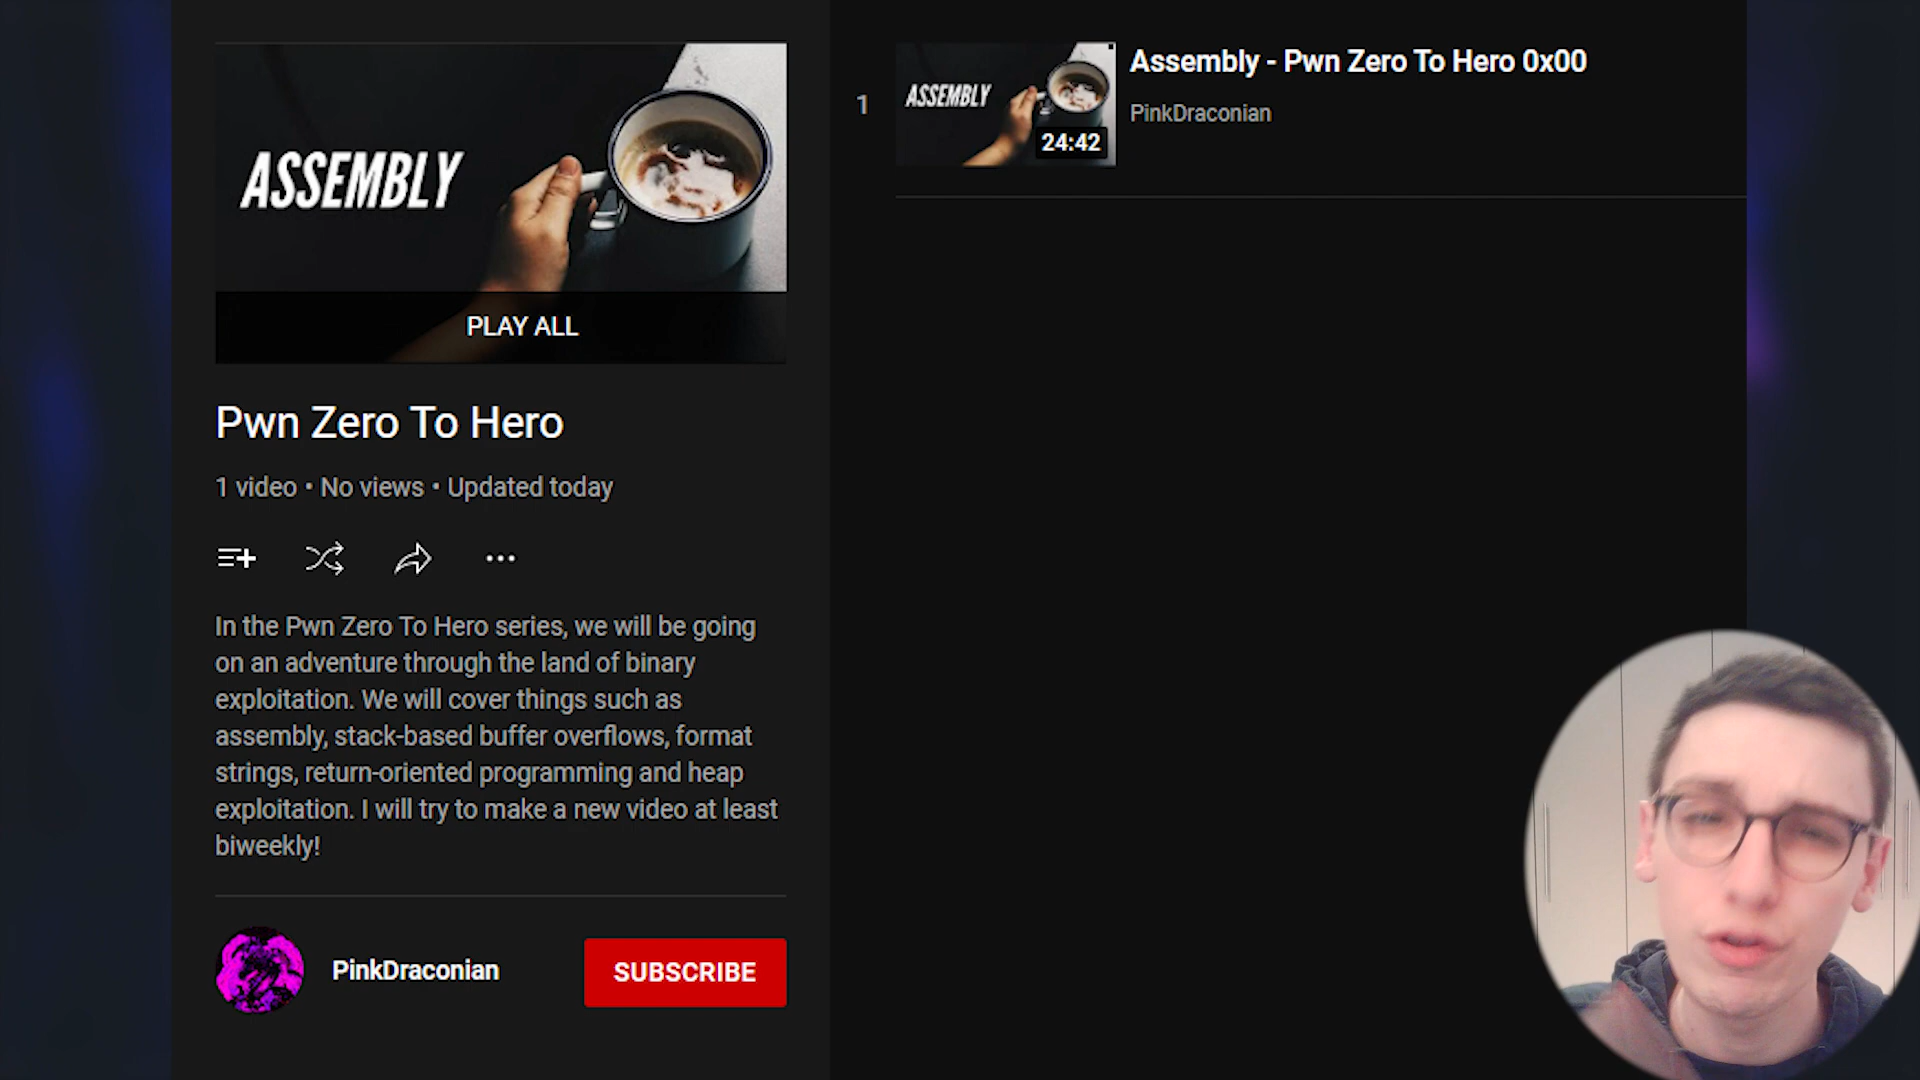 ASSEMBLY
PLAY ALL
Pwn Zero To Hero
1 video • No views • Updated today
In the Pwn Zero To Hero series, we will be going
on an adventure through the land of binary
exploitation. We will cover things such as
assembly, stack-based buffer overflows, format
strings, return-oriented programming and heap
exploitation. I will try to make a new video at least
biweekly!
PinkDraconian
SUBSCRIBE
1
ASSEMBLY
24:42
Assembly - Pwn Zero To Hero 0x00
PinkDraconian